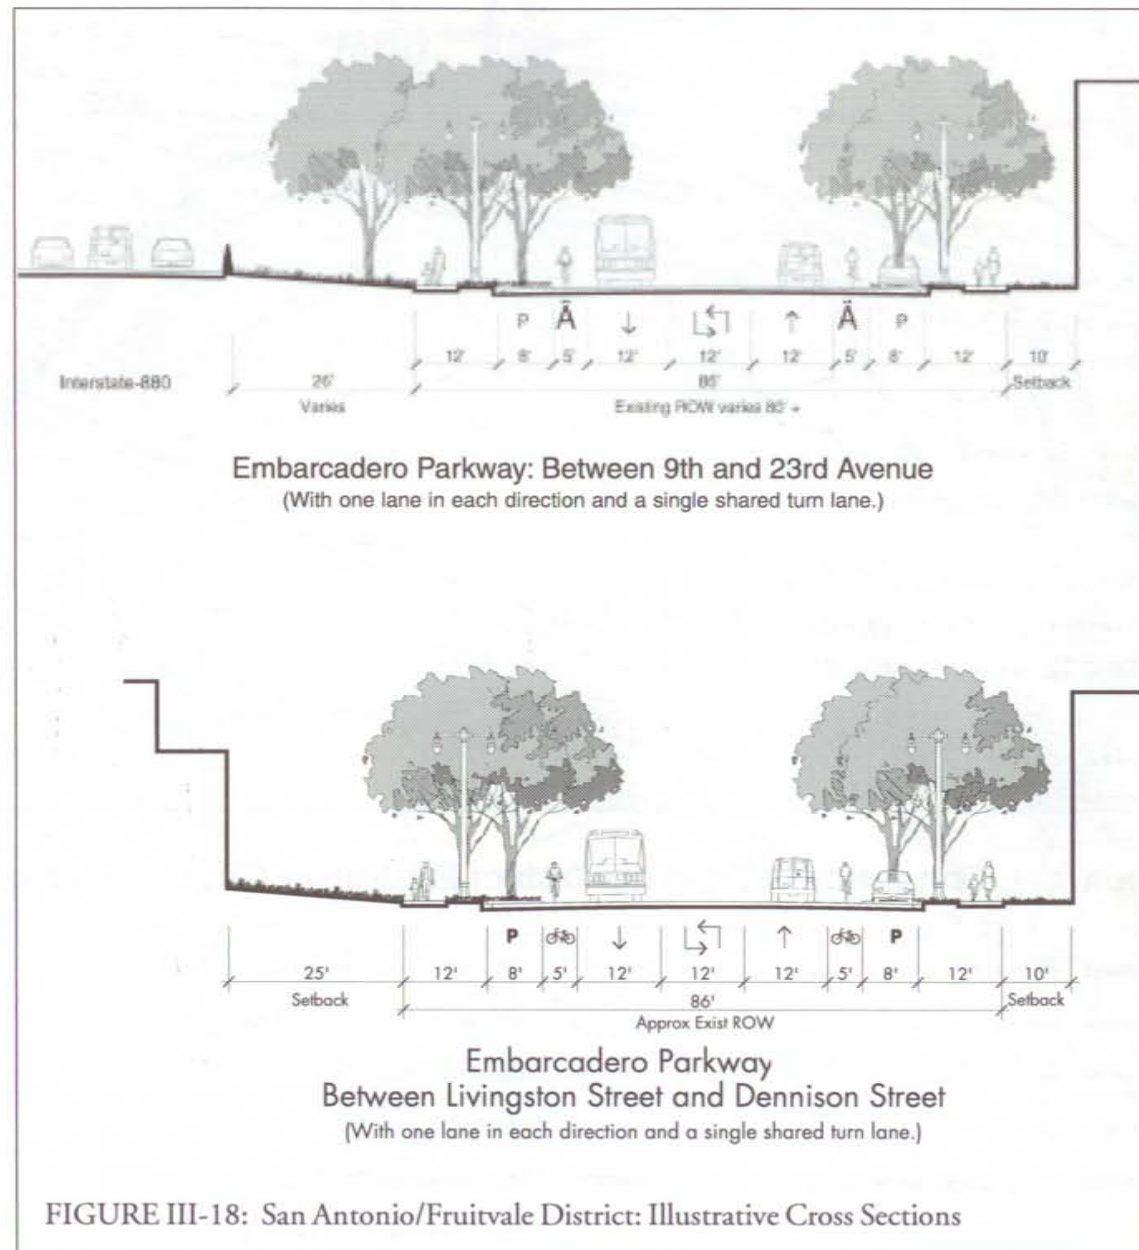 P Ā P
12' 8' 5' 12' 12' 12' 5' 8' 12' 10'
Interstate-880 26' 86' Setback
Varies Existing ROW varies 80' +
Embarcadero Parkway: Between 9th and 23rd Avenue
(With one lane in each direction and a single shared turn lane.)
P P
25' 12' 8' 5' 12' 12' 12' 5' 8' 12' 10'
Setback 86' Setback
Approx Exist ROW
Embarcadero Parkway
Between Livingston Street and Dennison Street
(With one lane in each direction and a single shared turn lane.)
FIGURE III-18: San Antonio/Fruitvale District: Illustrative Cross Sections